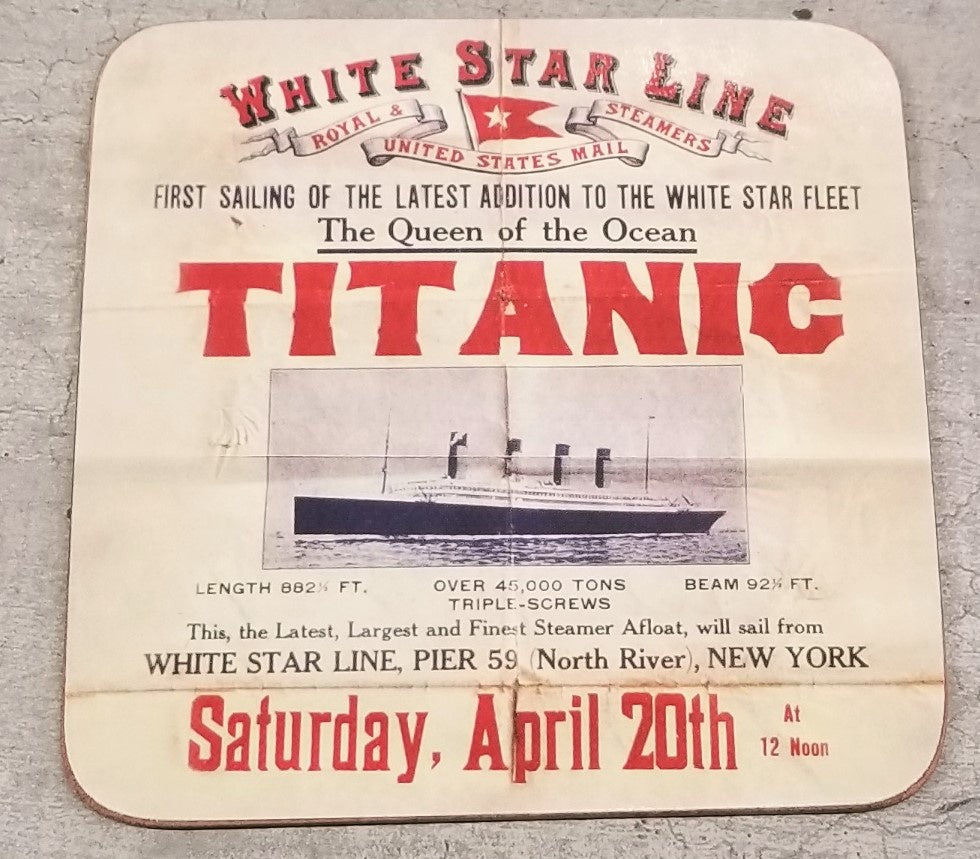 WHITE STAR LINE
ROYAL & UNITED STATES MAIL STEAMERS
FIRST SAILING OF THE LATEST ADDITION TO THE WHITE STAR FLEET
The Queen of the Ocean
TITANIC
LENGTH 882½ FT. OVER 45,000 TONS BEAM 92½ FT.
TRIPLE-SCREWS
This, the Latest, Largest and Finest Steamer Afloat, will sail from
WHITE STAR LINE, PIER 59 (North River), NEW YORK
Saturday, April 20th At 12 Noon